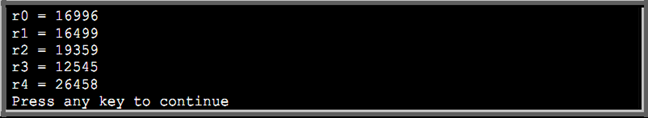 r0 = 16996
r1 = 16499
r2 = 19359
r3 = 12545
r4 = 26458
Press any key to continue